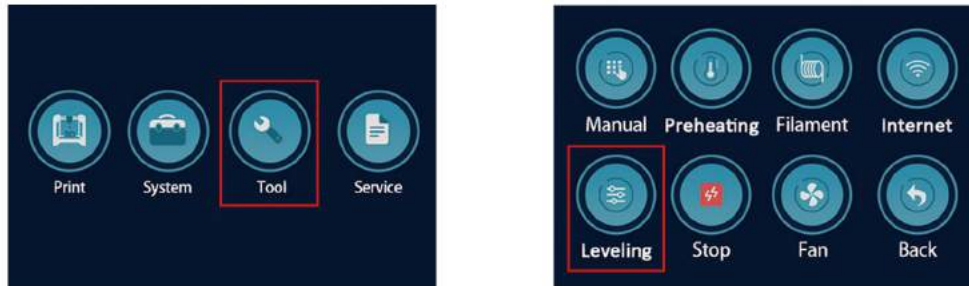 Print System Tool Service
Manual Preheating Filament Internet
Leveling Stop Fan Back